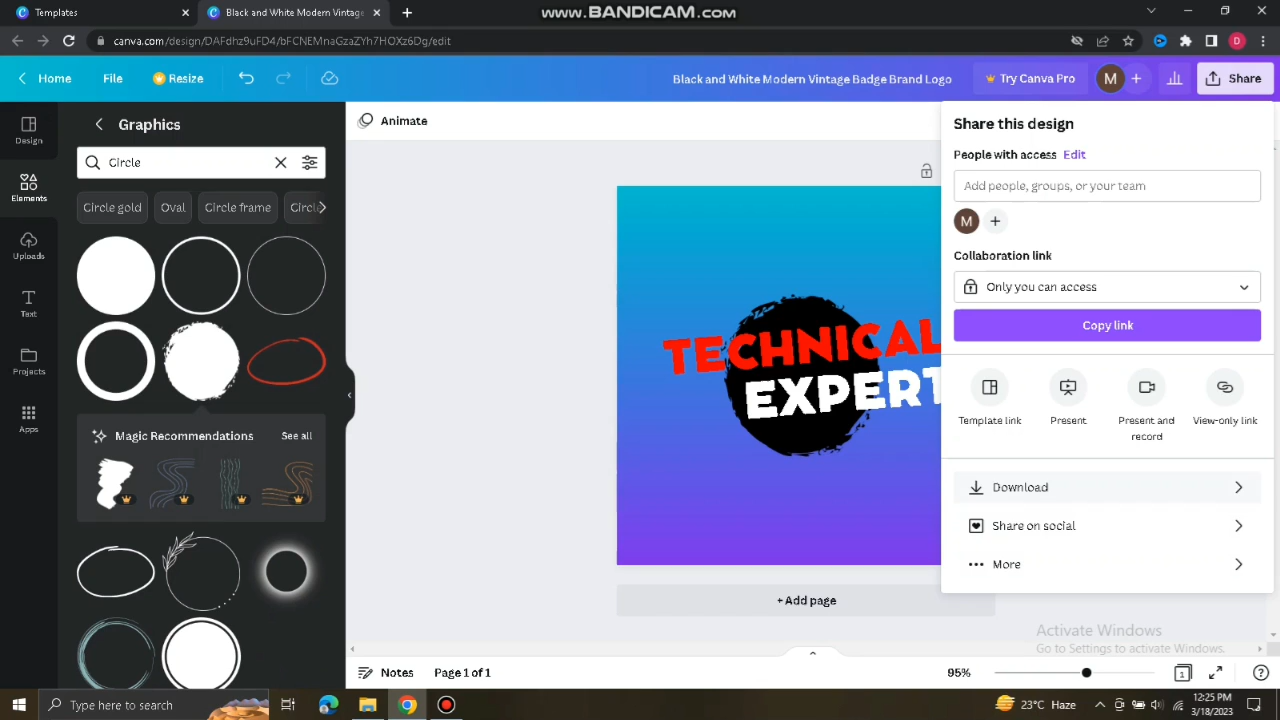 www.BANDICAM.com
Templates
Black and White Modern Vintage
canva.com/design/DAFdhz9uFD4/bFCNEMnaGzaZYh7HOXz6Dg/edit
D
Home
File
Resize
Black and White Modern Vintage Badge Brand Logo
Try Canva Pro
M
Share
Design
Elements
Uploads
Text
Projects
Apps
Graphics
Circle
Circle gold
Oval
Circle frame
Magic Recommendations
See all
Animate
TECHNICAL
EXPERT
+ Add page
Share this design
People with access Edit
Add people, groups, or your team
M
Collaboration link
Only you can access
Copy link
Template link
Present
Present and record
View-only link
Download
Share on social
More
Activate Windows
Go to Settings to activate Windows.
Notes
Page 1 of 1
95%
1
Type here to search
23°C Haze
12:25 PM
3/18/2023